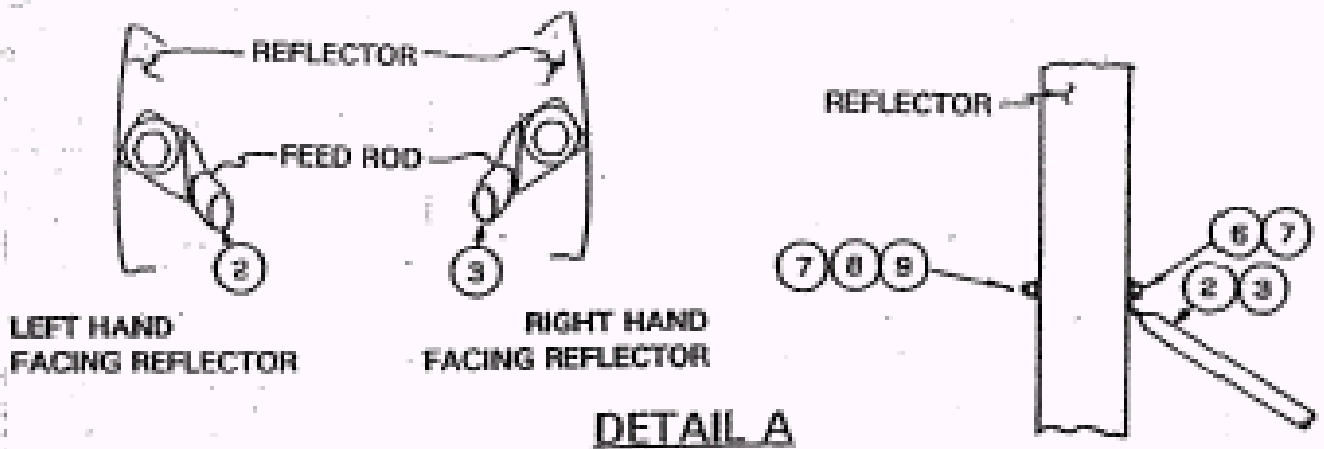 REFLECTOR
FEED ROD
2
3
LEFT HAND
FACING REFLECTOR
RIGHT HAND
FACING REFLECTOR
REFLECTOR
6 7
7 8 9
2 3
DETAIL A